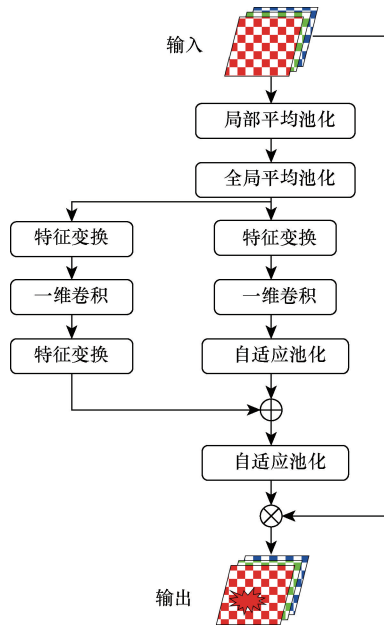 输入
局部平均池化
全局平均池化
特征变换
特征变换
一维卷积
一维卷积
特征变换
自适应池化
自适应池化
输出